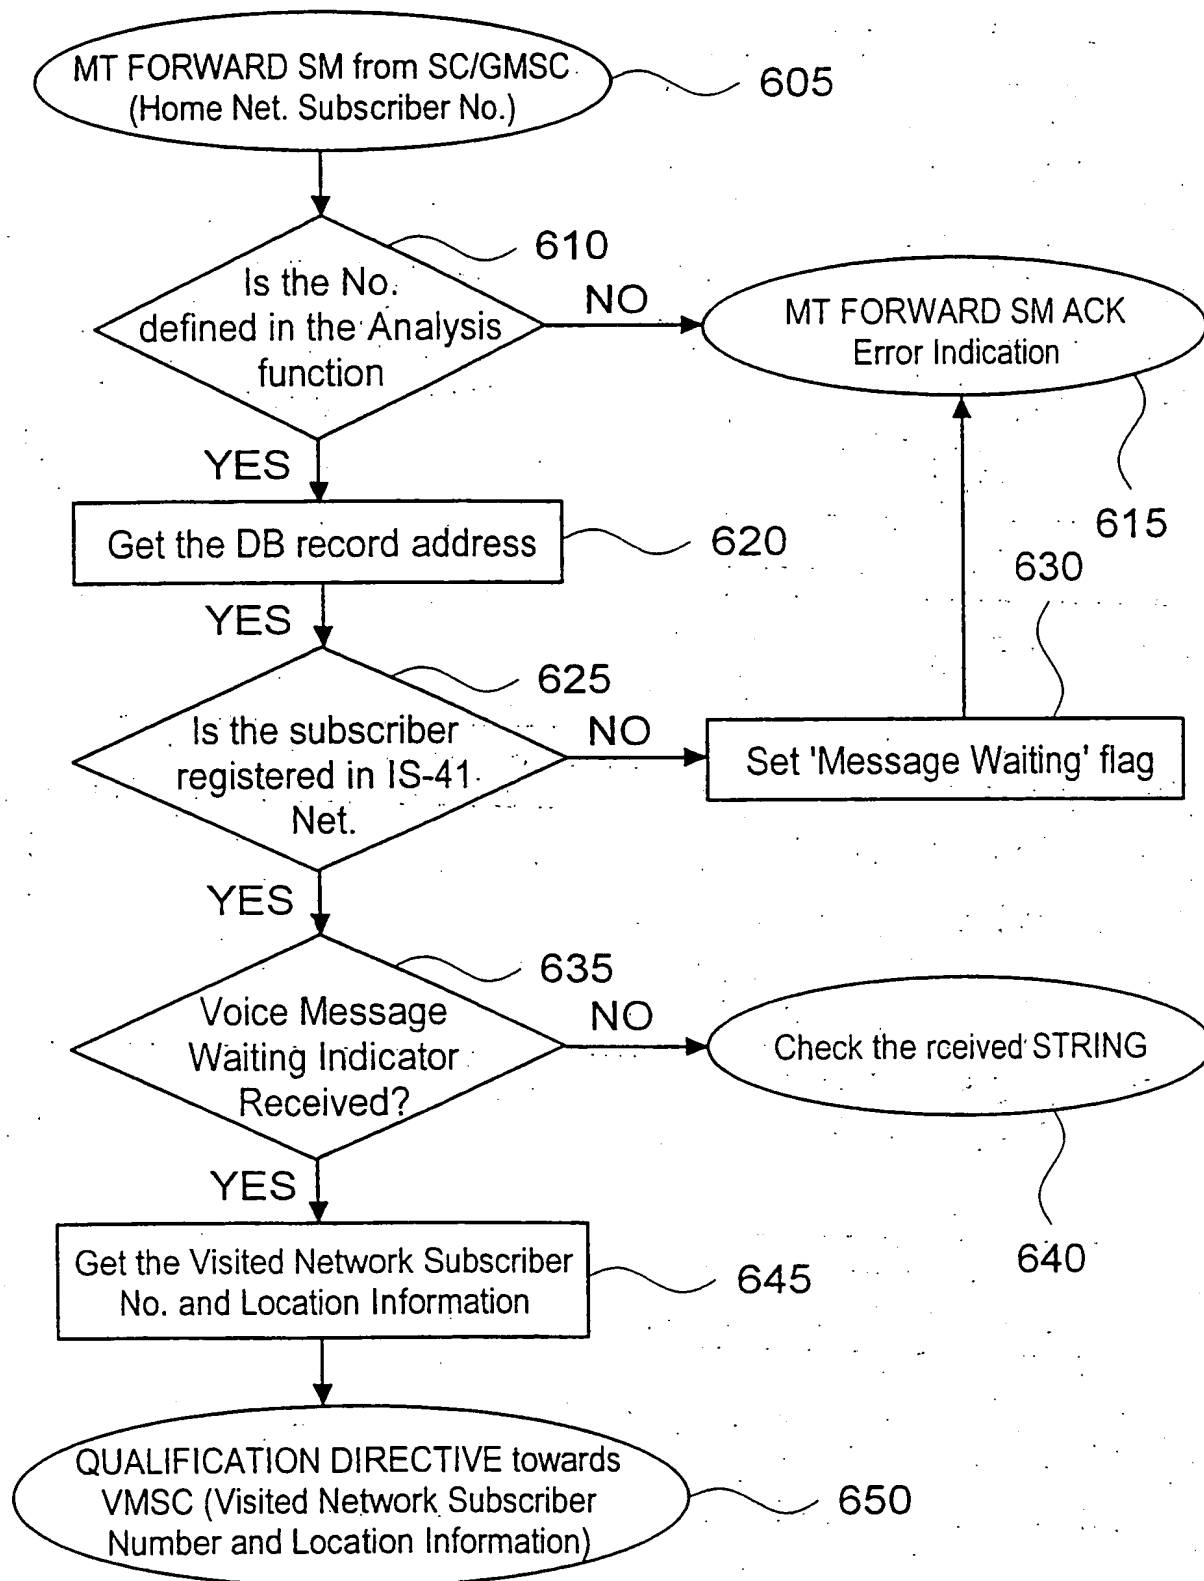 MT FORWARD SM from SC/GMSC
(Home Net. Subscriber No.)
605
610
Is the No.
defined in the Analysis
function
NO
MT FORWARD SM ACK
Error Indication
615
YES
Get the DB record address
620
630
YES
625
Is the subscriber
registered in IS-41
Net.
NO
Set 'Message Waiting' flag
YES
635
Voice Message
Waiting Indicator
Received?
NO
Check the rceived STRING
640
YES
Get the Visited Network Subscriber
No. and Location Information
645
QUALIFICATION DIRECTIVE towards
VMSC (Visited Network Subscriber
Number and Location Information)
650